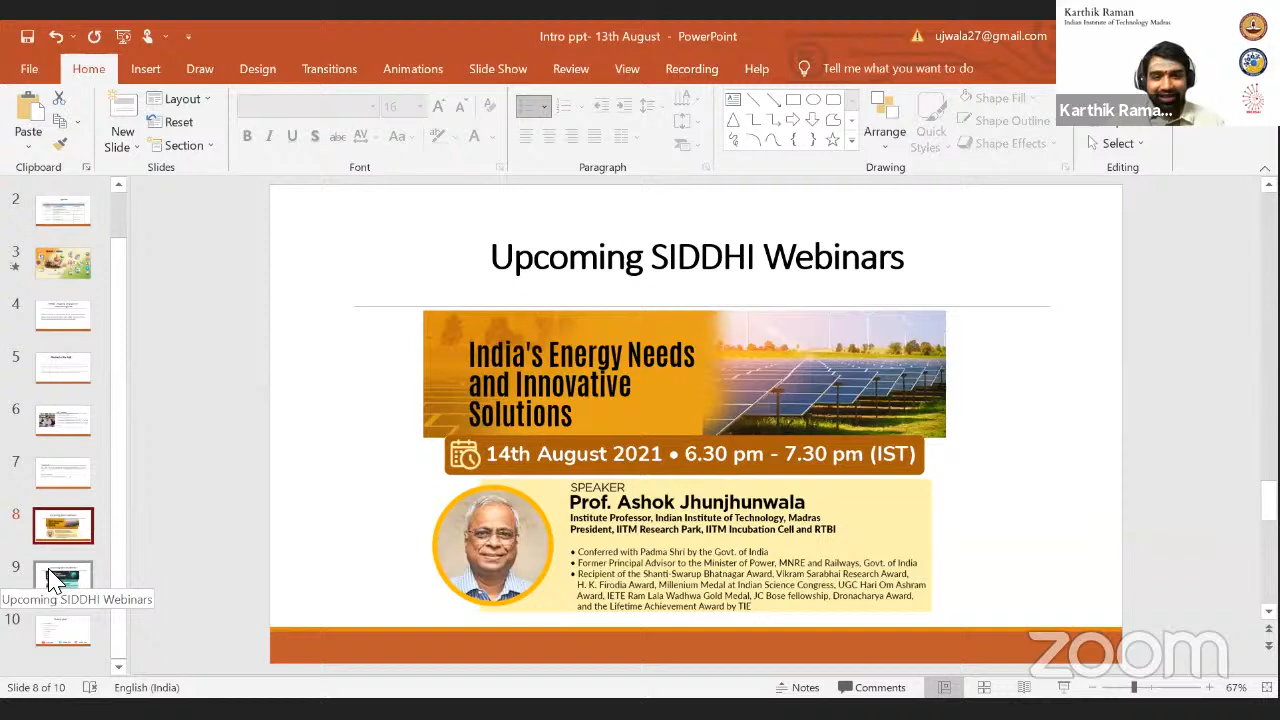 Karthik Raman
Indian Institute of Technology Madras
Intro ppt- 13th August - PowerPoint
ujwala27@gmail.com
File Home Insert Draw Design Transitions Animations Slide Show Review View Recording Help Tell me what you want to do
Karthik Rama...
Paste
New
Slide
Layout
Reset
Section
16
B I U S abc AV Aa A
Arrange
Quick
Styles
Shape Fill
Shape Outline
Shape Effects
Select
Clipboard Slides Font Paragraph Drawing Editing
2
3
4
5
6
7
8
9
10
Upcoming SIDDHI Webinars
Upcoming SIDDHI Webinars
India's Energy Needs
and Innovative
Solutions
14th August 2021 • 6.30 pm - 7.30 pm (IST)
SPEAKER
Prof. Ashok Jhunjhunwala
Institute Professor, Indian Institute of Technology, Madras
President, IITM Research Park, IITM Incubation Cell and RTBI
• Conferred with Padma Shri by the Govt. of India
• Former Principal Advisor to the Minister of Power, MNRE and Railways, Govt. of India
• Recipient of the Shanti-Swarup Bhatnagar Award, Vikram Sarabhai Research Award,
H. K. Firodia Award, Millenium Medal at Indian Science Congress, UGC Hari Om Ashram
Award, IETE Ram Lala Wadhwa Gold Medal, JC Bose fellowship, Dronacharya Award,
and the Lifetime Achievement Award by TIE
zoom
Slide 8 of 10 English (India) Notes Comments 67%